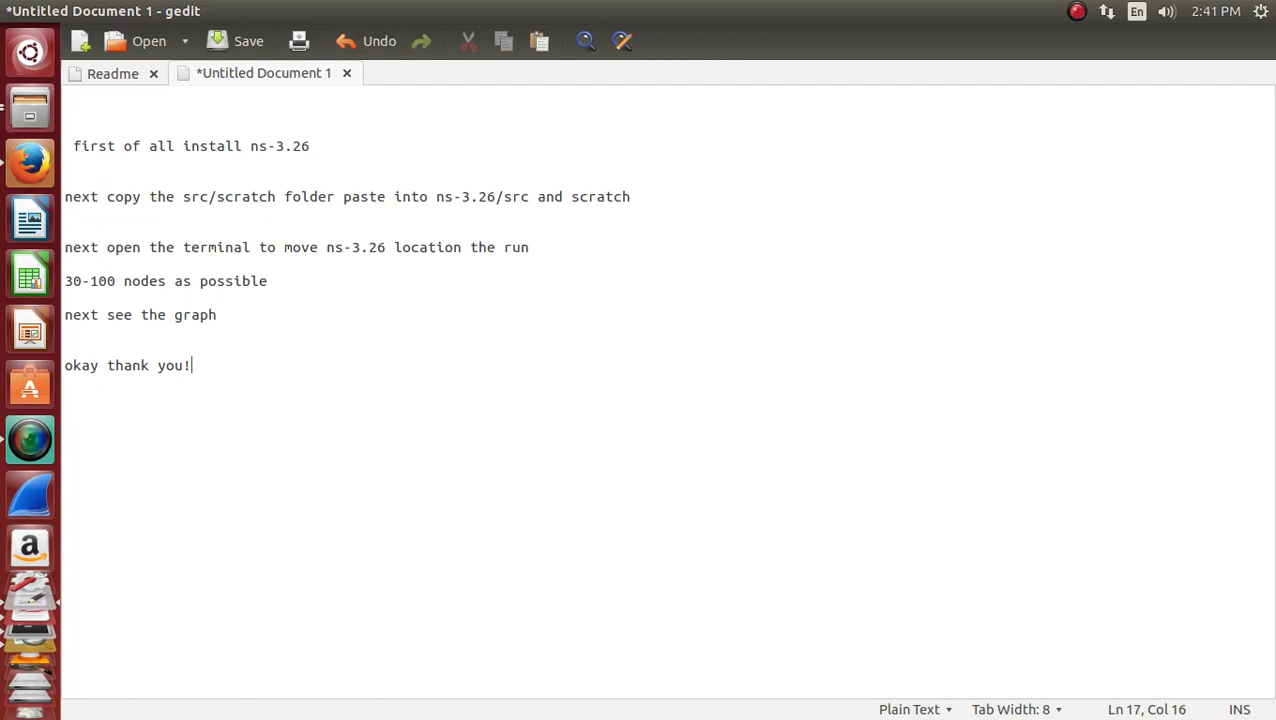 *Untitled Document 1 - gedit
En
2:41 PM
Open
Save
Undo
Readme
*Untitled Document 1
first of all install ns-3.26
next copy the src/scratch folder paste into ns-3.26/src and scratch
next open the terminal to move ns-3.26 location the run
30-100 nodes as possible
next see the graph
okay thank you!
Plain Text
Tab Width: 8
Ln 17, Col 16
INS